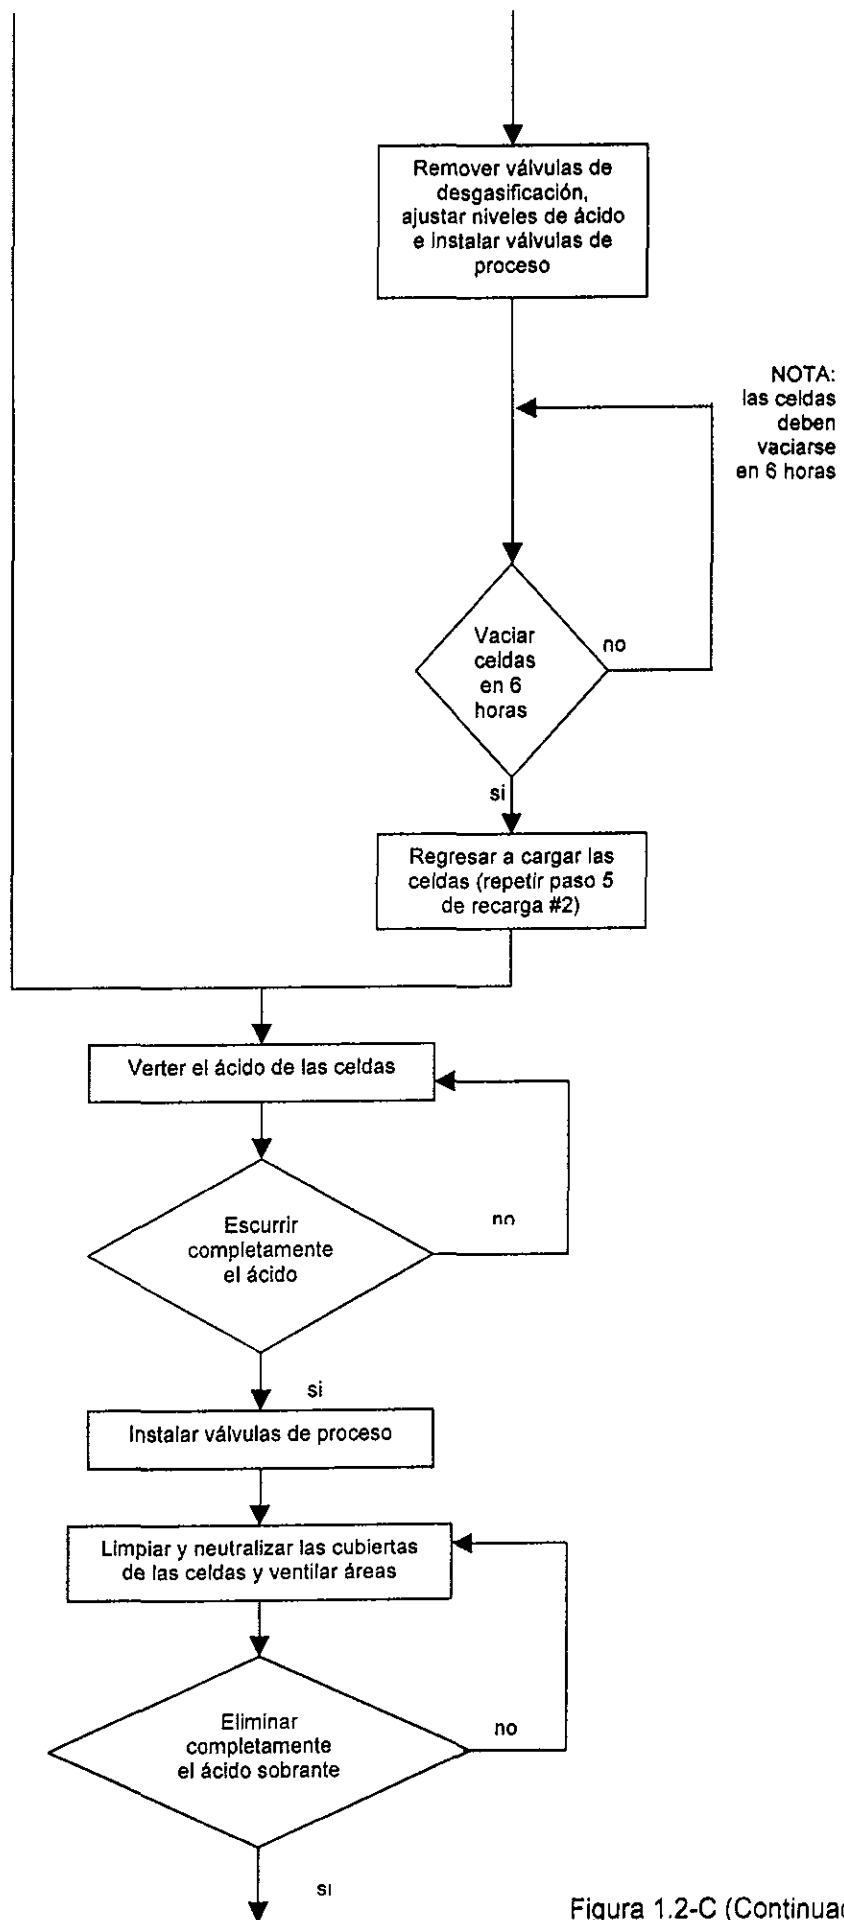 Remover válvulas de
desgasificación,
ajustar niveles de ácido
e instalar válvulas de
proceso
NOTA:
las celdas
deben
vaciarse
en 6 horas
Vaciar
celdas
en 6
horas
no
si
Regresar a cargar las
celdas (repetir paso 5
de recarga #2)
Verter el ácido de las celdas
Escurrir
completamente
el ácido
no
si
Instalar válvulas de proceso
Limpiar y neutralizar las cubiertas
de las celdas y ventilar áreas
Eliminar
completamente
el ácido sobrante
no
si
Figura 1.2-C (Continuac